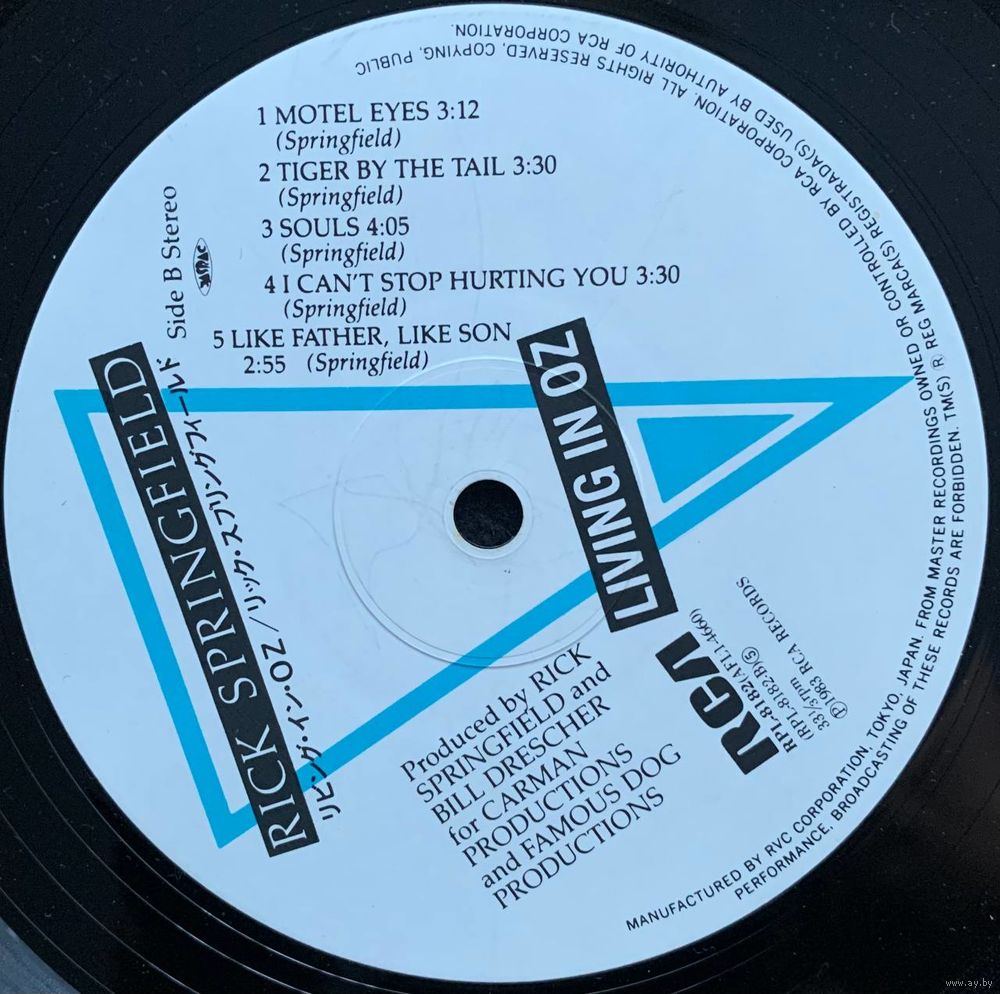 1 MOTEL EYES 3:12
(Springfield)
2 TIGER BY THE TAIL 3:30
(Springfield)
3 SOULS 4:05
(Springfield)
4 I CAN'T STOP HURTING YOU 3:30
(Springfield)
5 LIKE FATHER, LIKE SON
2:55 (Springfield)
Side B Stereo
RICK SPRINGFIELD
リビング・イン・OZ/リック・スプリングフィールド
LIVING IN OZ
RCA
RPL-8182(AFL1-4660)
(RPL-8182:B)Ⓢ
33⅓rpm
Ⓟ1983 RCA RECORDS
Produced by RICK
SPRINGFIELD and
BILL DRESCHER
for CARMAN
PRODUCTIONS
and FAMOUS DOG
PRODUCTIONS
MANUFACTURED BY RVC CORPORATION, TOKYO, JAPAN. FROM MASTER RECORDINGS OWNED OR CONTROLLED BY RCA CORPORATION. ALL RIGHTS RESERVED. COPYING, PUBLIC
PERFORMANCE, BROADCASTING OF THESE RECORDS ARE FORBIDDEN. TM(S) ® REG MARCA(S) REGISTRADA(S) USED BY AUTHORITY OF RCA CORPORATION.
www.ay.by